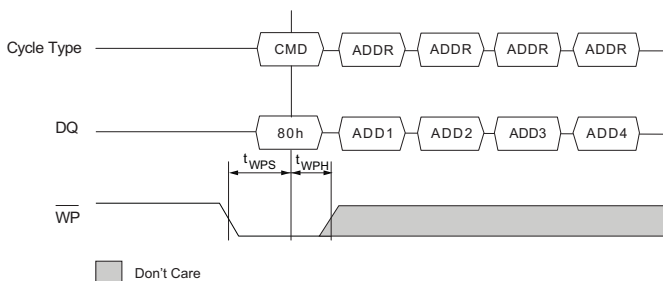 Cycle Type CMD ADDR ADDR ADDR ADDR
DQ 80h ADD1 ADD2 ADD3 ADD4
tWPS tWPH
WP
Don't Care